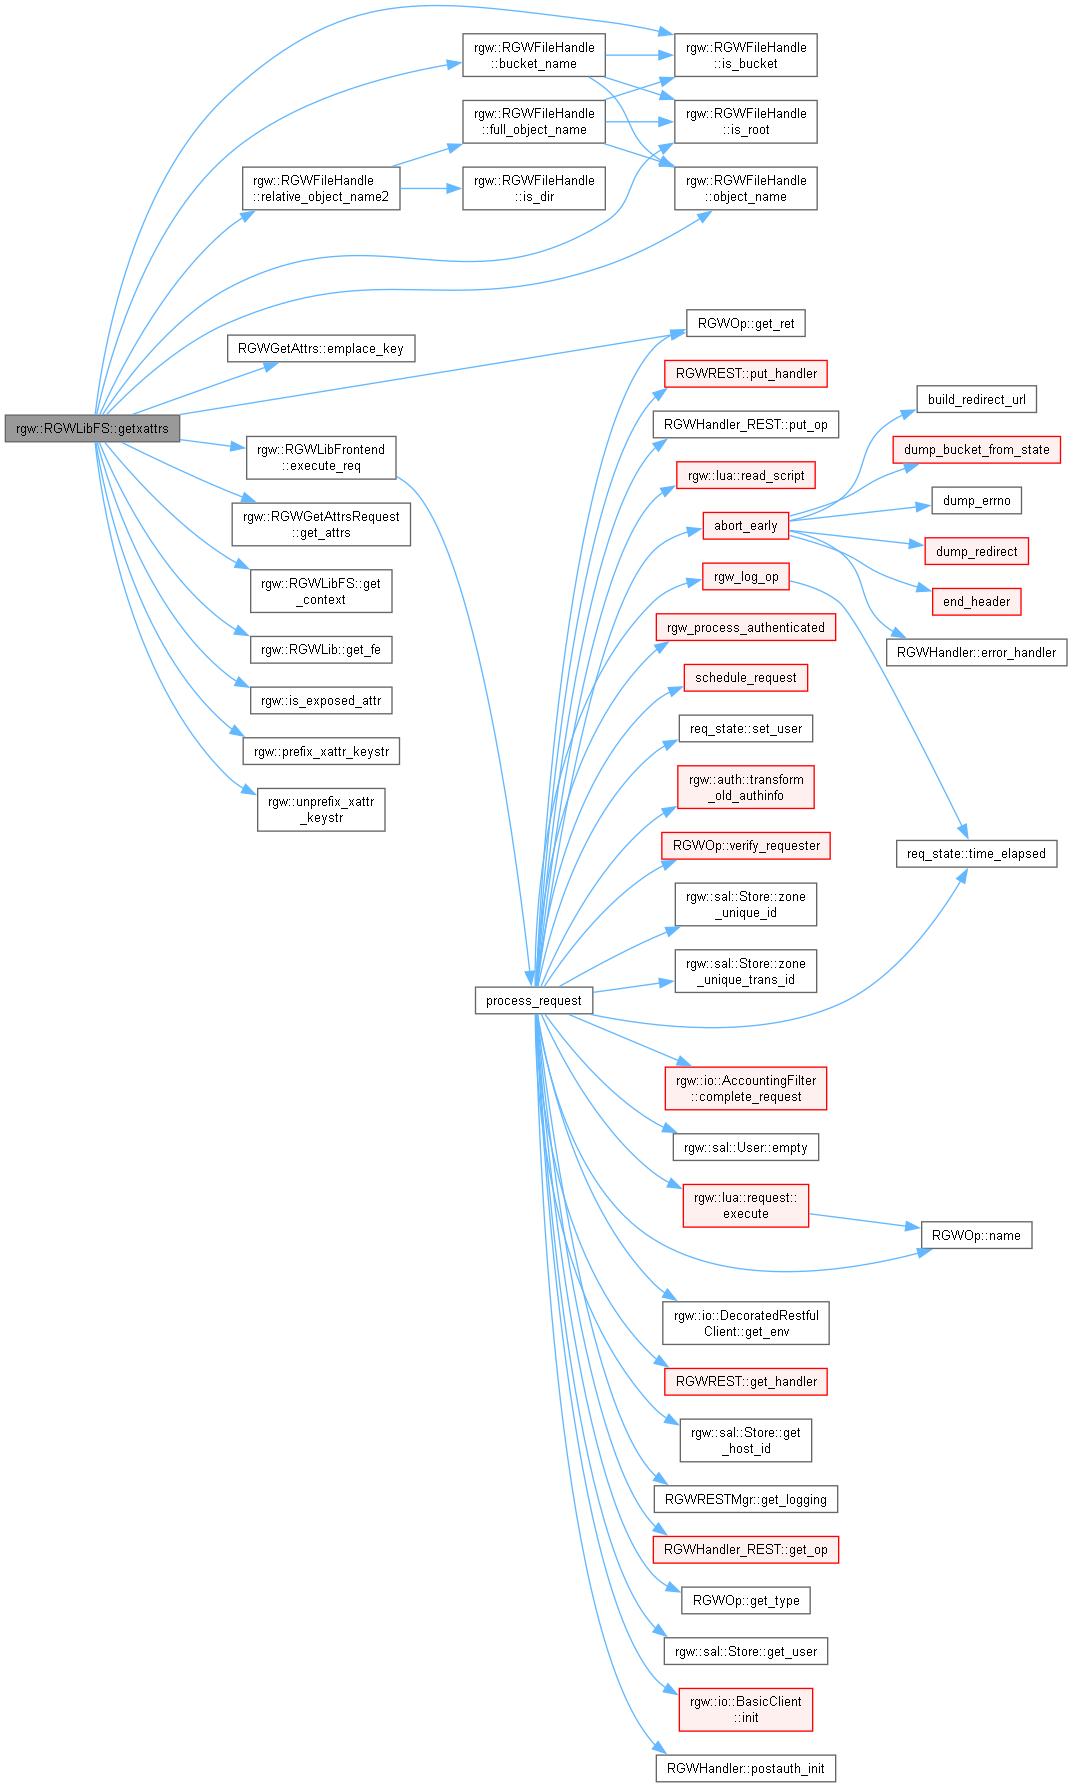 rgw::RGWFileHandle
::bucket_name
rgw::RGWFileHandle
::is_bucket
rgw::RGWFileHandle
::full_object_name
rgw::RGWFileHandle
::is_root
rgw::RGWFileHandle
::relative_object_name2
rgw::RGWFileHandle
::is_dir
rgw::RGWFileHandle
::object_name
RGWOp::get_ret
RGWGetAttrs::emplace_key
RGWREST::put_handler
rgw::RGWLibFS::getxattrs
RGWHandler_REST::put_op
build_redirect_url
rgw::RGWLibFrontend
::execute_req
rgw::lua::read_script
dump_bucket_from_state
rgw::RGWGetAttrsRequest
::get_attrs
abort_early
dump_errno
dump_redirect
rgw::RGWLibFS::get
_context
rgw_log_op
end_header
rgw::RGWLib::get_fe
rgw_process_authenticated
RGWHandler::error_handler
rgw::is_exposed_attr
schedule_request
rgw::prefix_xattr_keystr
req_state::set_user
rgw::unprefix_xattr
_keystr
rgw::auth::transform
_old_authinfo
RGWOp::verify_requester
req_state::time_elapsed
rgw::sal::Store::zone
_unique_id
rgw::sal::Store::zone
_unique_trans_id
process_request
rgw::io::AccountingFilter
::complete_request
rgw::sal::User::empty
rgw::lua::request::
execute
RGWOp::name
rgw::io::DecoratedRestful
Client::get_env
RGWREST::get_handler
rgw::sal::Store::get
_host_id
RGWRESTMgr::get_logging
RGWHandler_REST::get_op
RGWOp::get_type
rgw::sal::Store::get_user
rgw::io::BasicClient
::init
RGWHandler::postauth_init